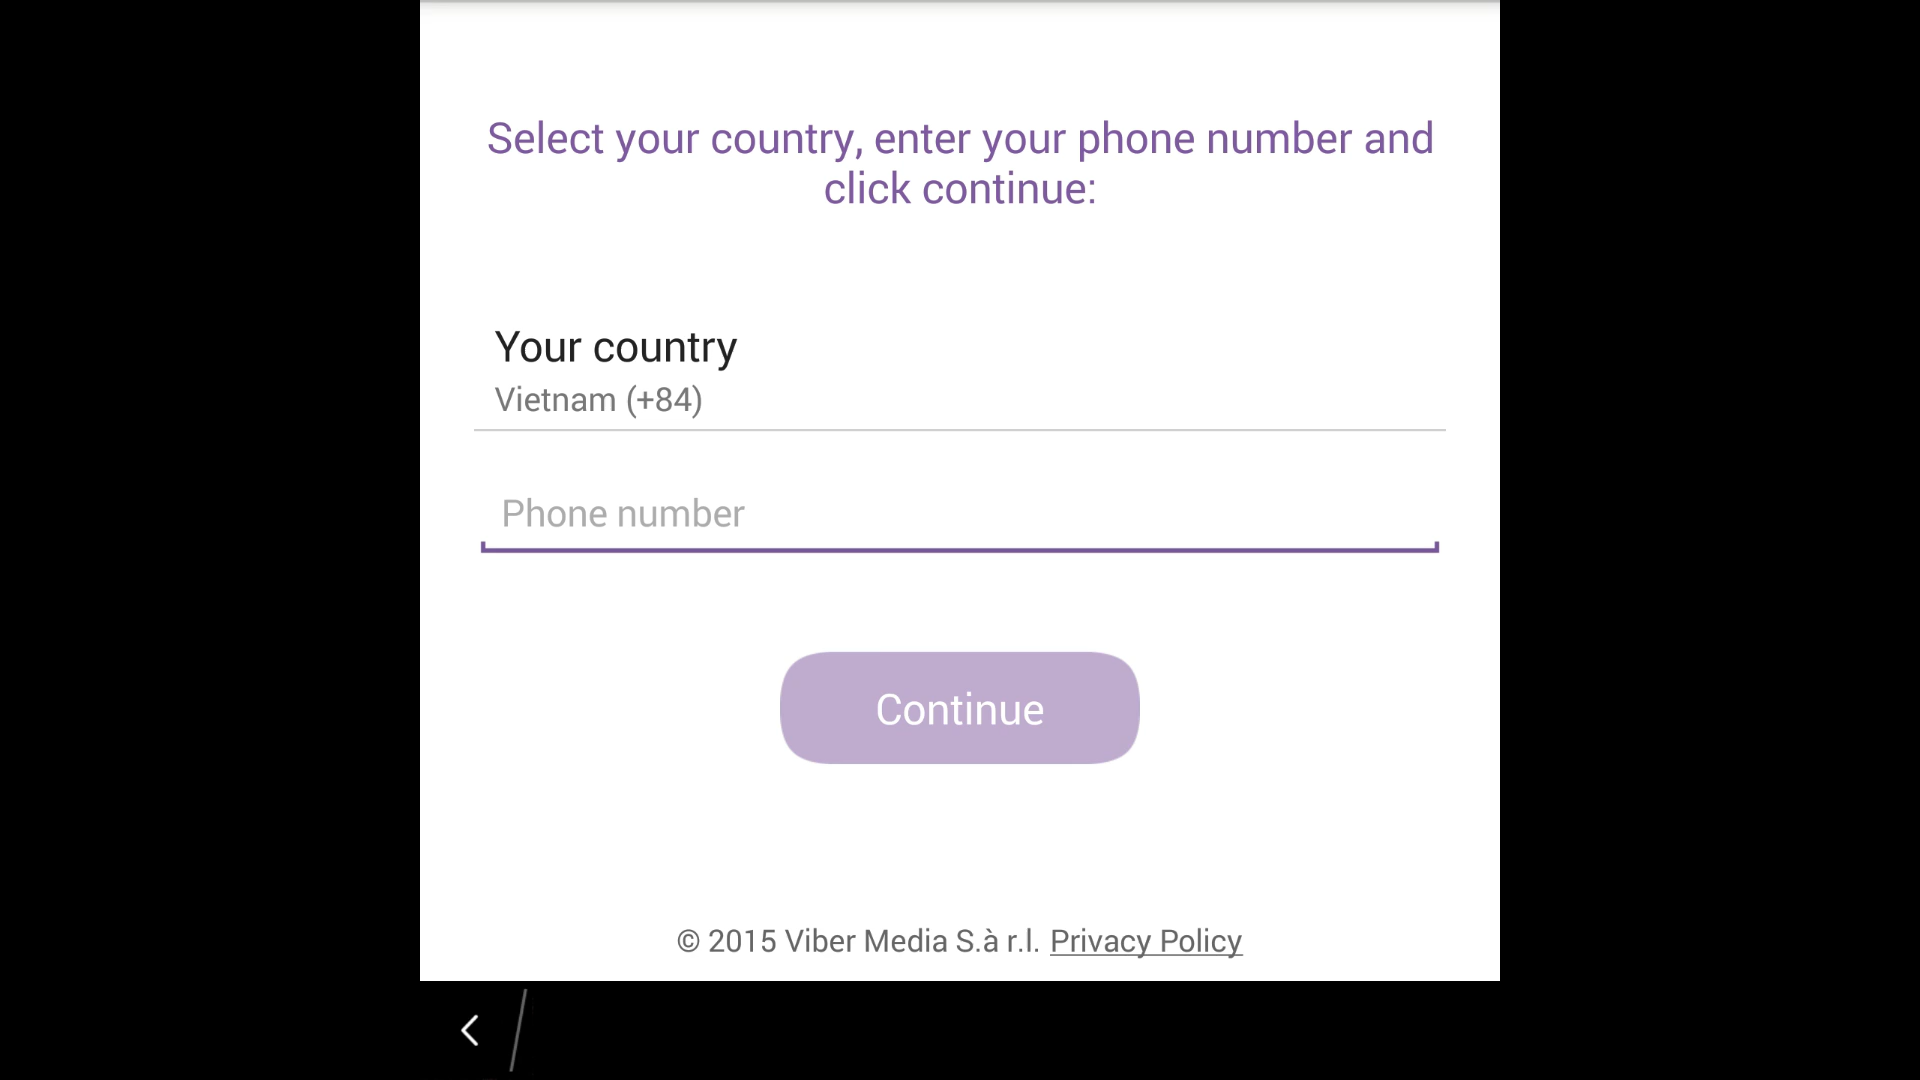 Select your country, enter your phone number and
click continue:
Your country
Vietnam (+84)
Phone number
Continue
© 2015 Viber Media S.à r.l. Privacy Policy